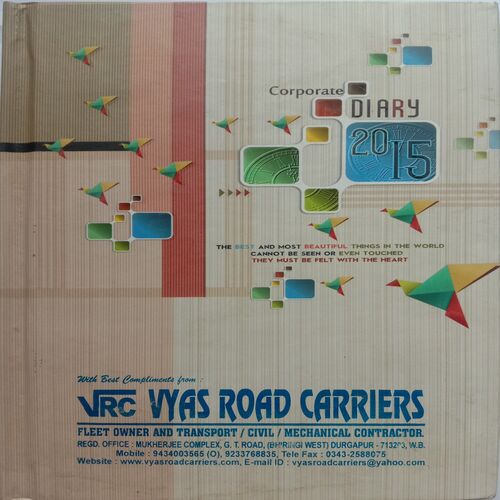 Corporate
DIARY
2015
THE BEST AND MOST BEAUTIFUL THINGS IN THE WORLD
CANNOT BE SEEN OR EVEN TOUCHED
THEY MUST BE FELT WITH THE HEART
With Best Compliments from :
VRC VYAS ROAD CARRIERS
FLEET OWNER AND TRANSPORT / CIVIL / MECHANICAL CONTRACTOR.
REGD. OFFICE : MUKHERJEE COMPLEX, G. T. ROAD, (BHIRINGI WEST) DURGAPUR - 713213, W.B.
Mobile : 9434003565 (O), 9233768835, Tele Fax : 0343-2588075
Website : www.vyasroadcarriers.com, E-mail ID : vyasroadcarriers@yahoo.com